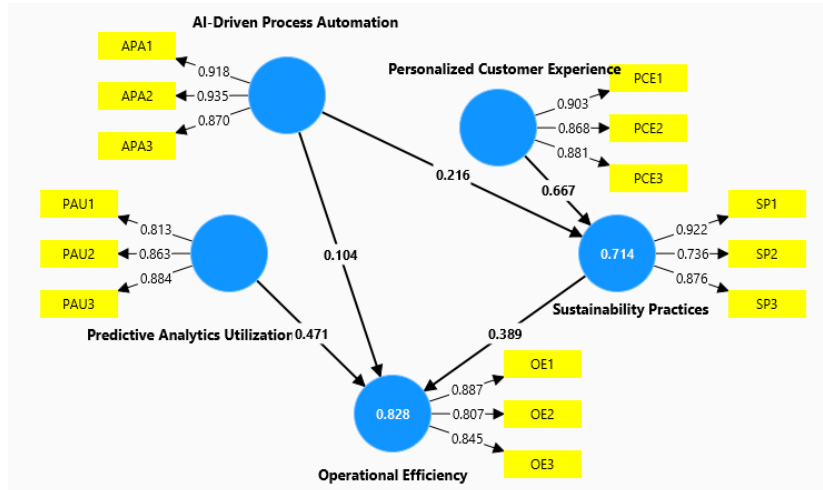 AI-Driven Process Automation
APA1
APA2
APA3
0.918
0.935
0.870
Personalized Customer Experience
PCE1
PCE2
PCE3
0.903
0.868
0.881
0.216
0.667
PAU1
PAU2
PAU3
0.813
0.863
0.884
0.104
0.714
SP1
SP2
SP3
0.922
0.736
0.876
Sustainability Practices
Predictive Analytics Utilization
0.471
0.389
0.828
OE1
OE2
OE3
0.887
0.807
0.845
Operational Efficiency